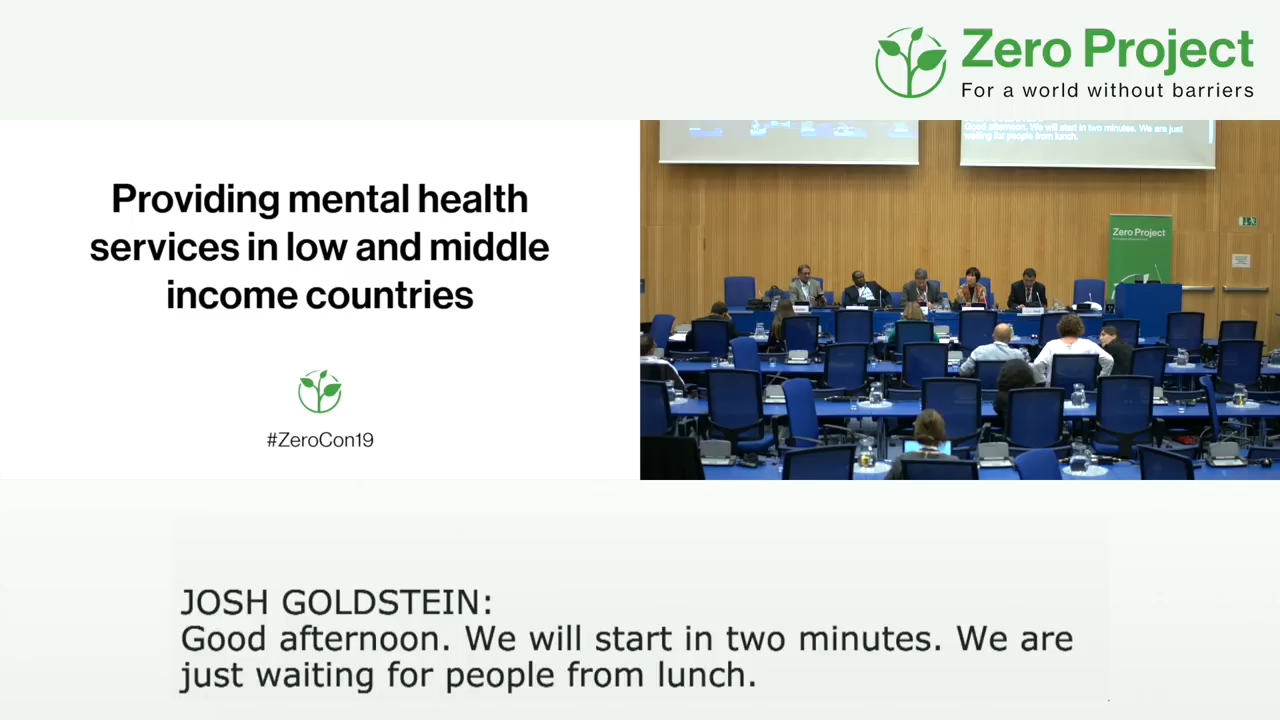 Zero Project
For a world without barriers
Providing mental health
services in low and middle
income countries
#ZeroCon19
Good afternoon. We will start in two minutes. We are just
waiting for people from lunch.
Zero Project
JOSH GOLDSTEIN:
Good afternoon. We will start in two minutes. We are
just waiting for people from lunch.